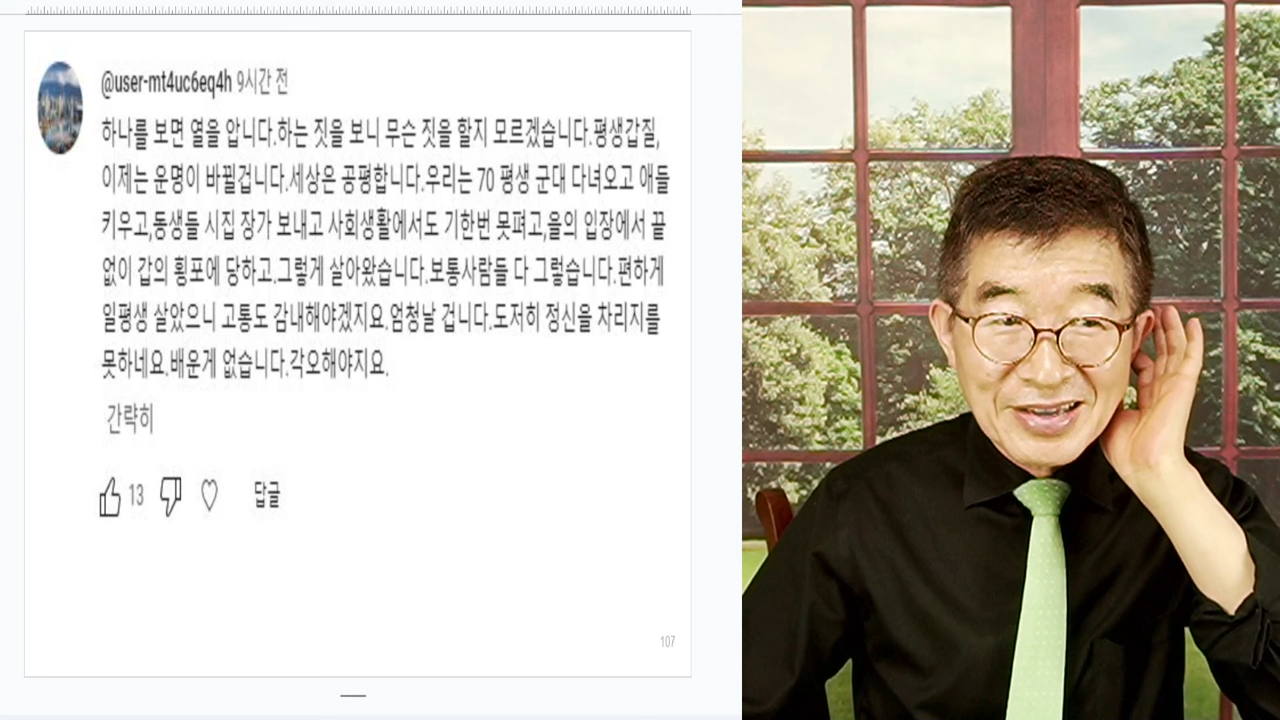 @user-mt4uc6eq4h 9시간 전
하나를 보면 열을 압니다.하는 짓을 보니 무슨 짓을 할지 모르겠습니다.평생갑질,
이제는 운명이 바뀔겁니다.세상은 공평합니다.우리는 70 평생 군대 다녀오고 애들
키우고,동생들 시집 장가 보내고 사회생활에서도 기한번 못펴고,을의 입장에서 끝
없이 갑의 횡포에 당하고.그렇게 살아왔습니다.보통사람들 다 그렇습니다.편하게
일평생 살았으니 고통도 감내해야겠지요.엄청날 겁니다.도저히 정신을 차리지를
못하네요.배운게 없습니다.각오해야지요.
간략히
13 답글
107